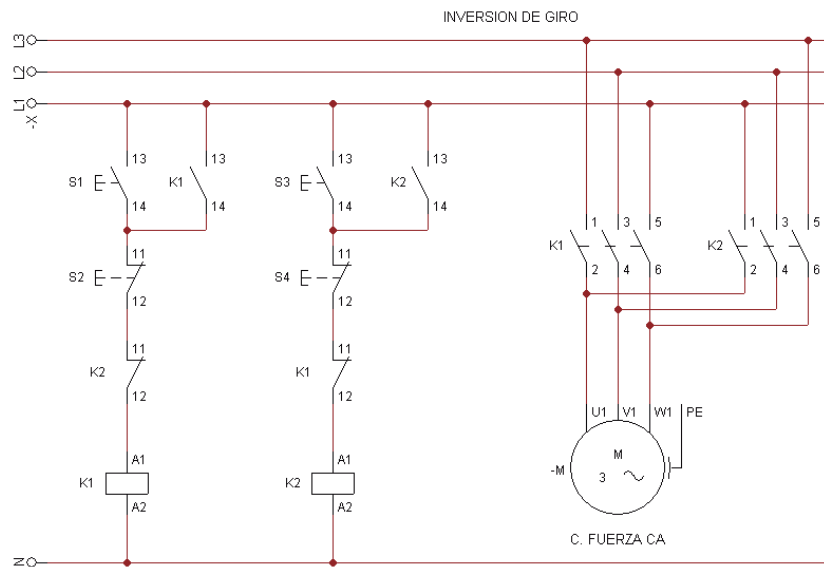 INVERSION DE GIRO
L3
L2
L1
-X
13 13 13 13
S1 K1 S3 K2
14 14 14 14
1 3 5 1 3 5
K1 K2
2 4 6 2 4 6
11 11
S2 S4
12 12
11 11
K2 K1
12 12
U1 V1 W1 PE
M
-M 3
A1 A1
K1 K2
A2 A2
C. FUERZA CA
N